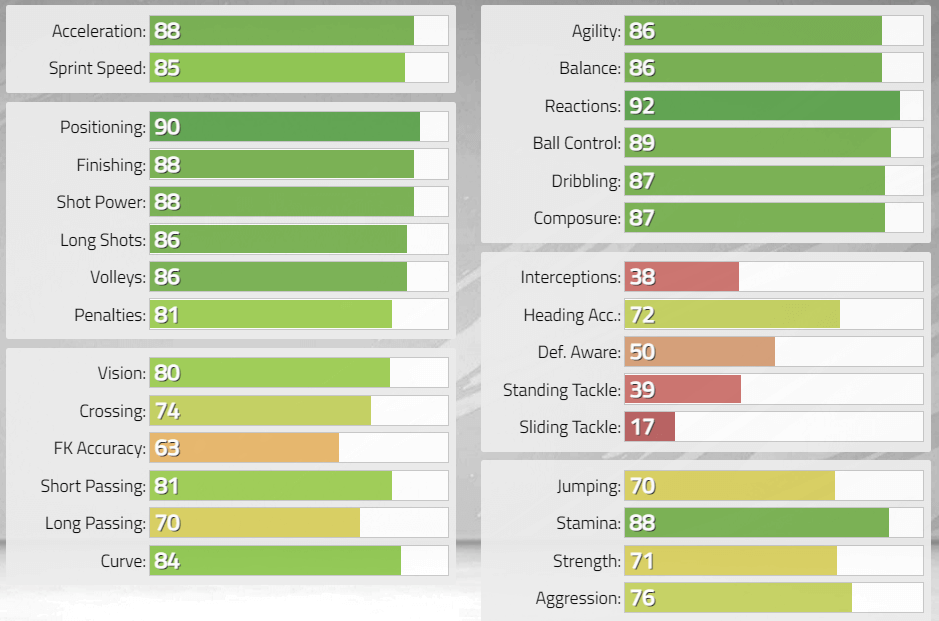 Acceleration: 88
Sprint Speed: 85
Positioning: 90
Finishing: 88
Shot Power: 88
Long Shots: 86
Volleys: 86
Penalties: 81
Vision: 80
Crossing: 74
FK Accuracy: 63
Short Passing: 81
Long Passing: 70
Curve: 84
Agility: 86
Balance: 86
Reactions: 92
Ball Control: 89
Dribbling: 87
Composure: 87
Interceptions: 38
Heading Acc.: 72
Def. Aware: 50
Standing Tackle: 39
Sliding Tackle: 17
Jumping: 70
Stamina: 88
Strength: 71
Aggression: 76